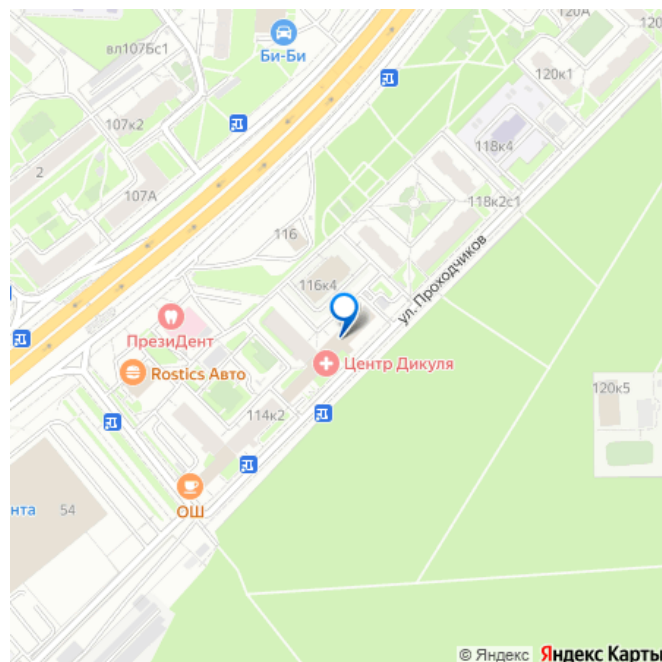 120А
120
вл107Бс1
Би-Би
120к1
107к2
118к4
2
107А
118к2с1
116
ул. Проходчиков
116к4
ПрезиДент
Rostics Авто
Центр Дикуля
120к5
114к2
нта
54
ОШ
© Яндекс
Яндекс Карты